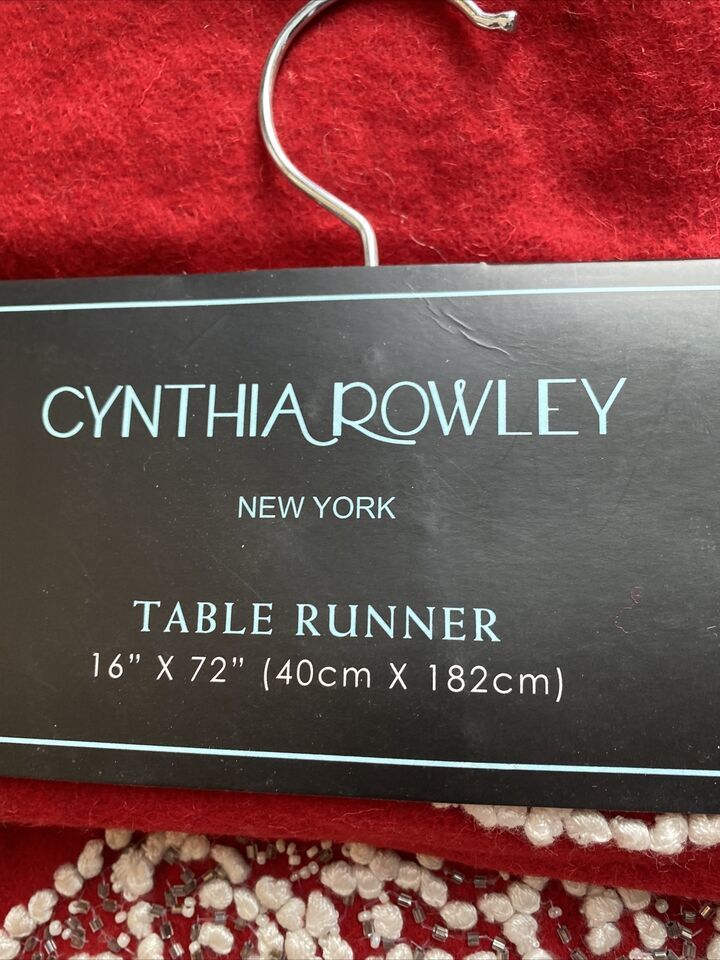 CYNTHIA ROWLEY
NEW YORK
TABLE RUNNER
16” X 72” (40cm X 182cm)